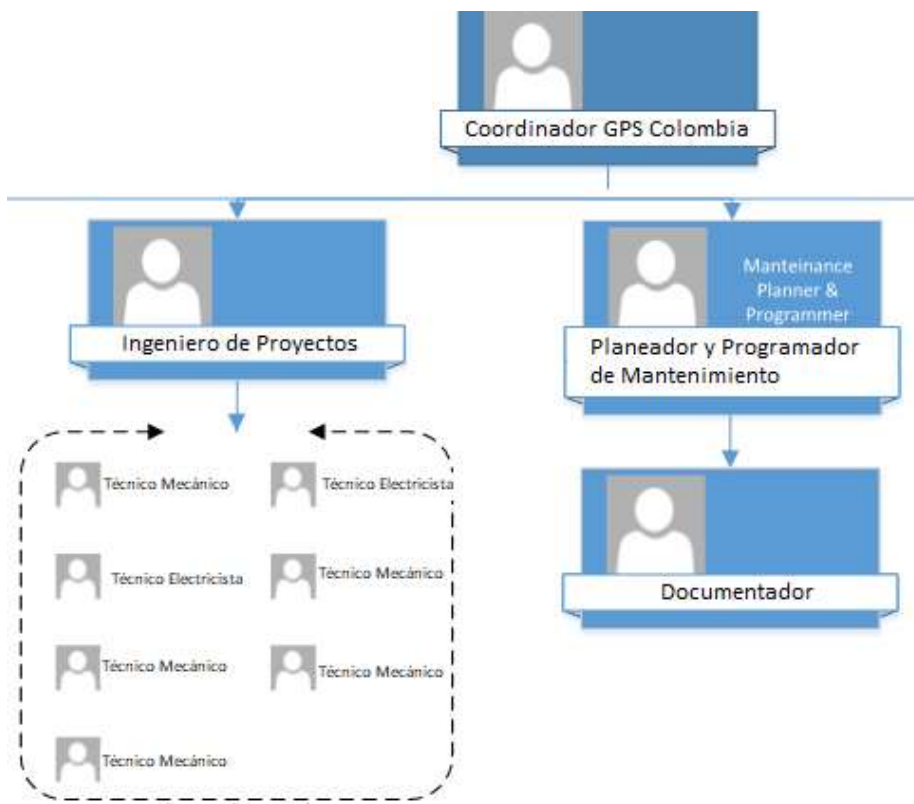 Coordinador GPS Colombia
Ingeniero de Proyectos
Manteinance
Planner &
Programmer
Planeador y Programador
de Mantenimiento
Técnico Mecánico
Técnico Electricista
Técnico Electricista
Técnico Mecánico
Técnico Mecánico
Técnico Mecánico
Técnico Mecánico
Documentador